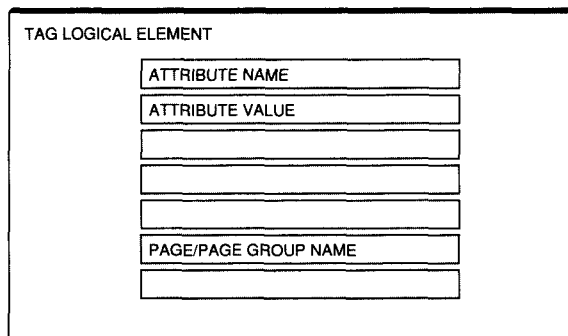 TAG LOGICAL ELEMENT
ATTRIBUTE NAME
ATTRIBUTE VALUE
PAGE/PAGE GROUP NAME